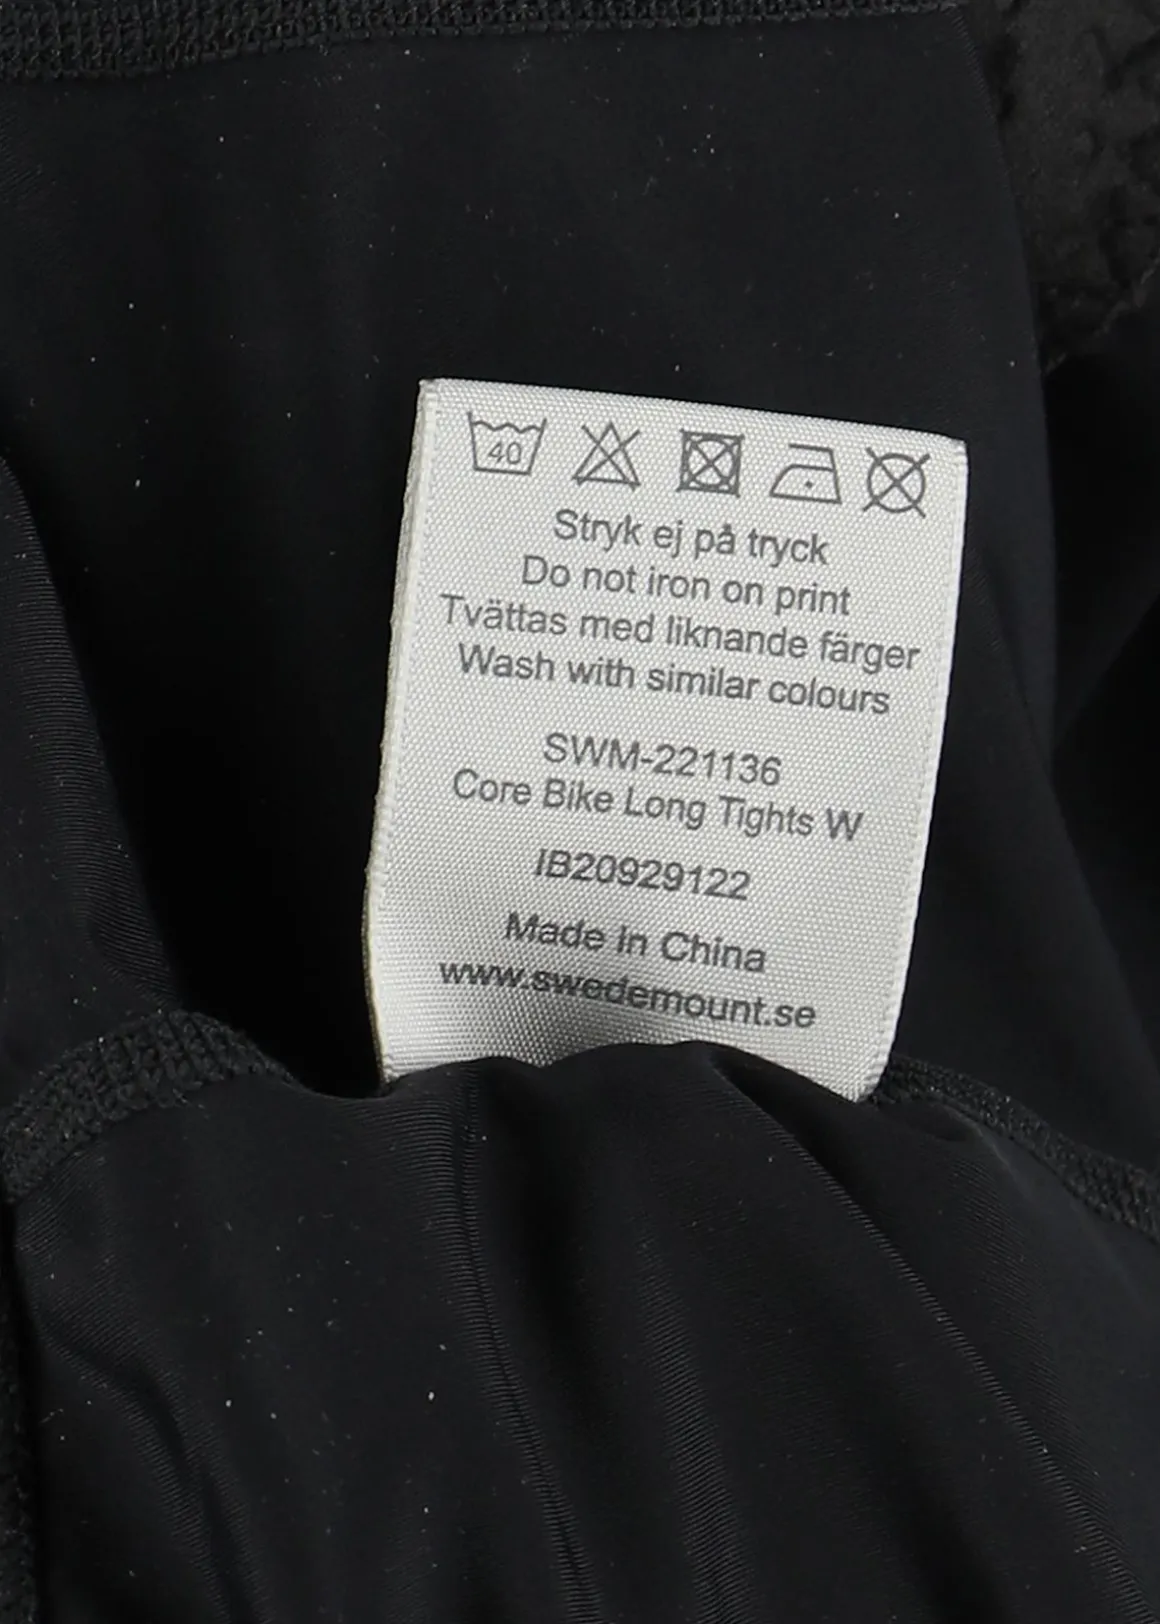 40
Stryk ej på tryck
Do not iron on print
Tvättas med liknande färger
Wash with similar colours
SWM-221136
Core Bike Long Tights W
IB20929122
Made in China
www.swedemount.se